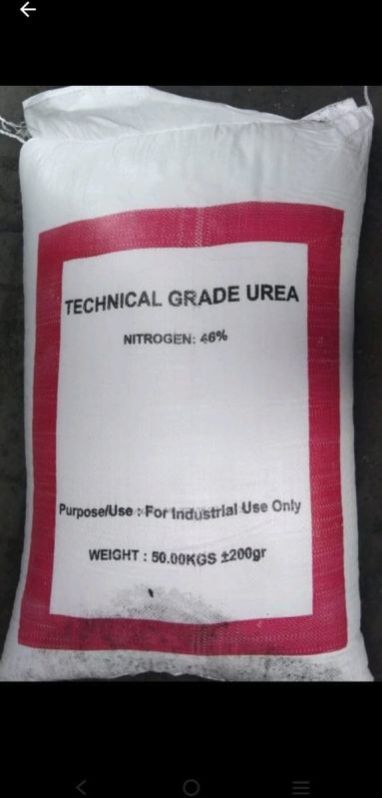 TECHNICAL GRADE UREA
NITROGEN: 46%
Purpose/Use : For Industrial Use Only
WEIGHT : 50.00KGS ±200gr